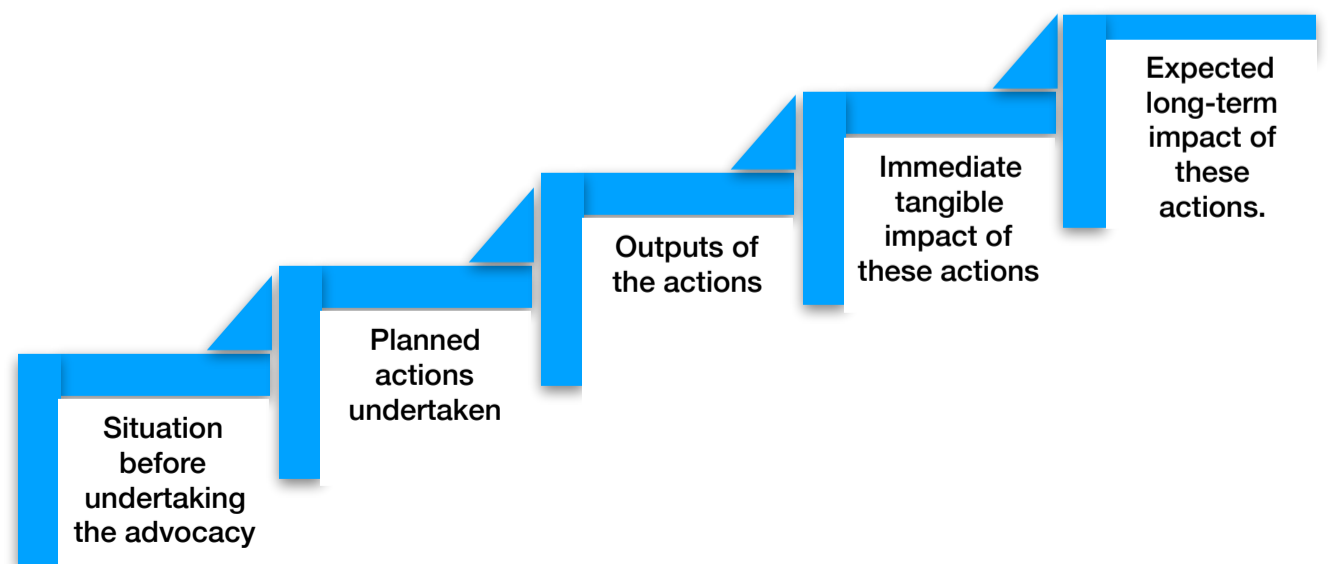 Situation
before
undertaking
the advocacy
Planned
actions
undertaken
Outputs of
the actions
Immediate
tangible
impact of
these actions
Expected
long-term
impact of
these
actions.